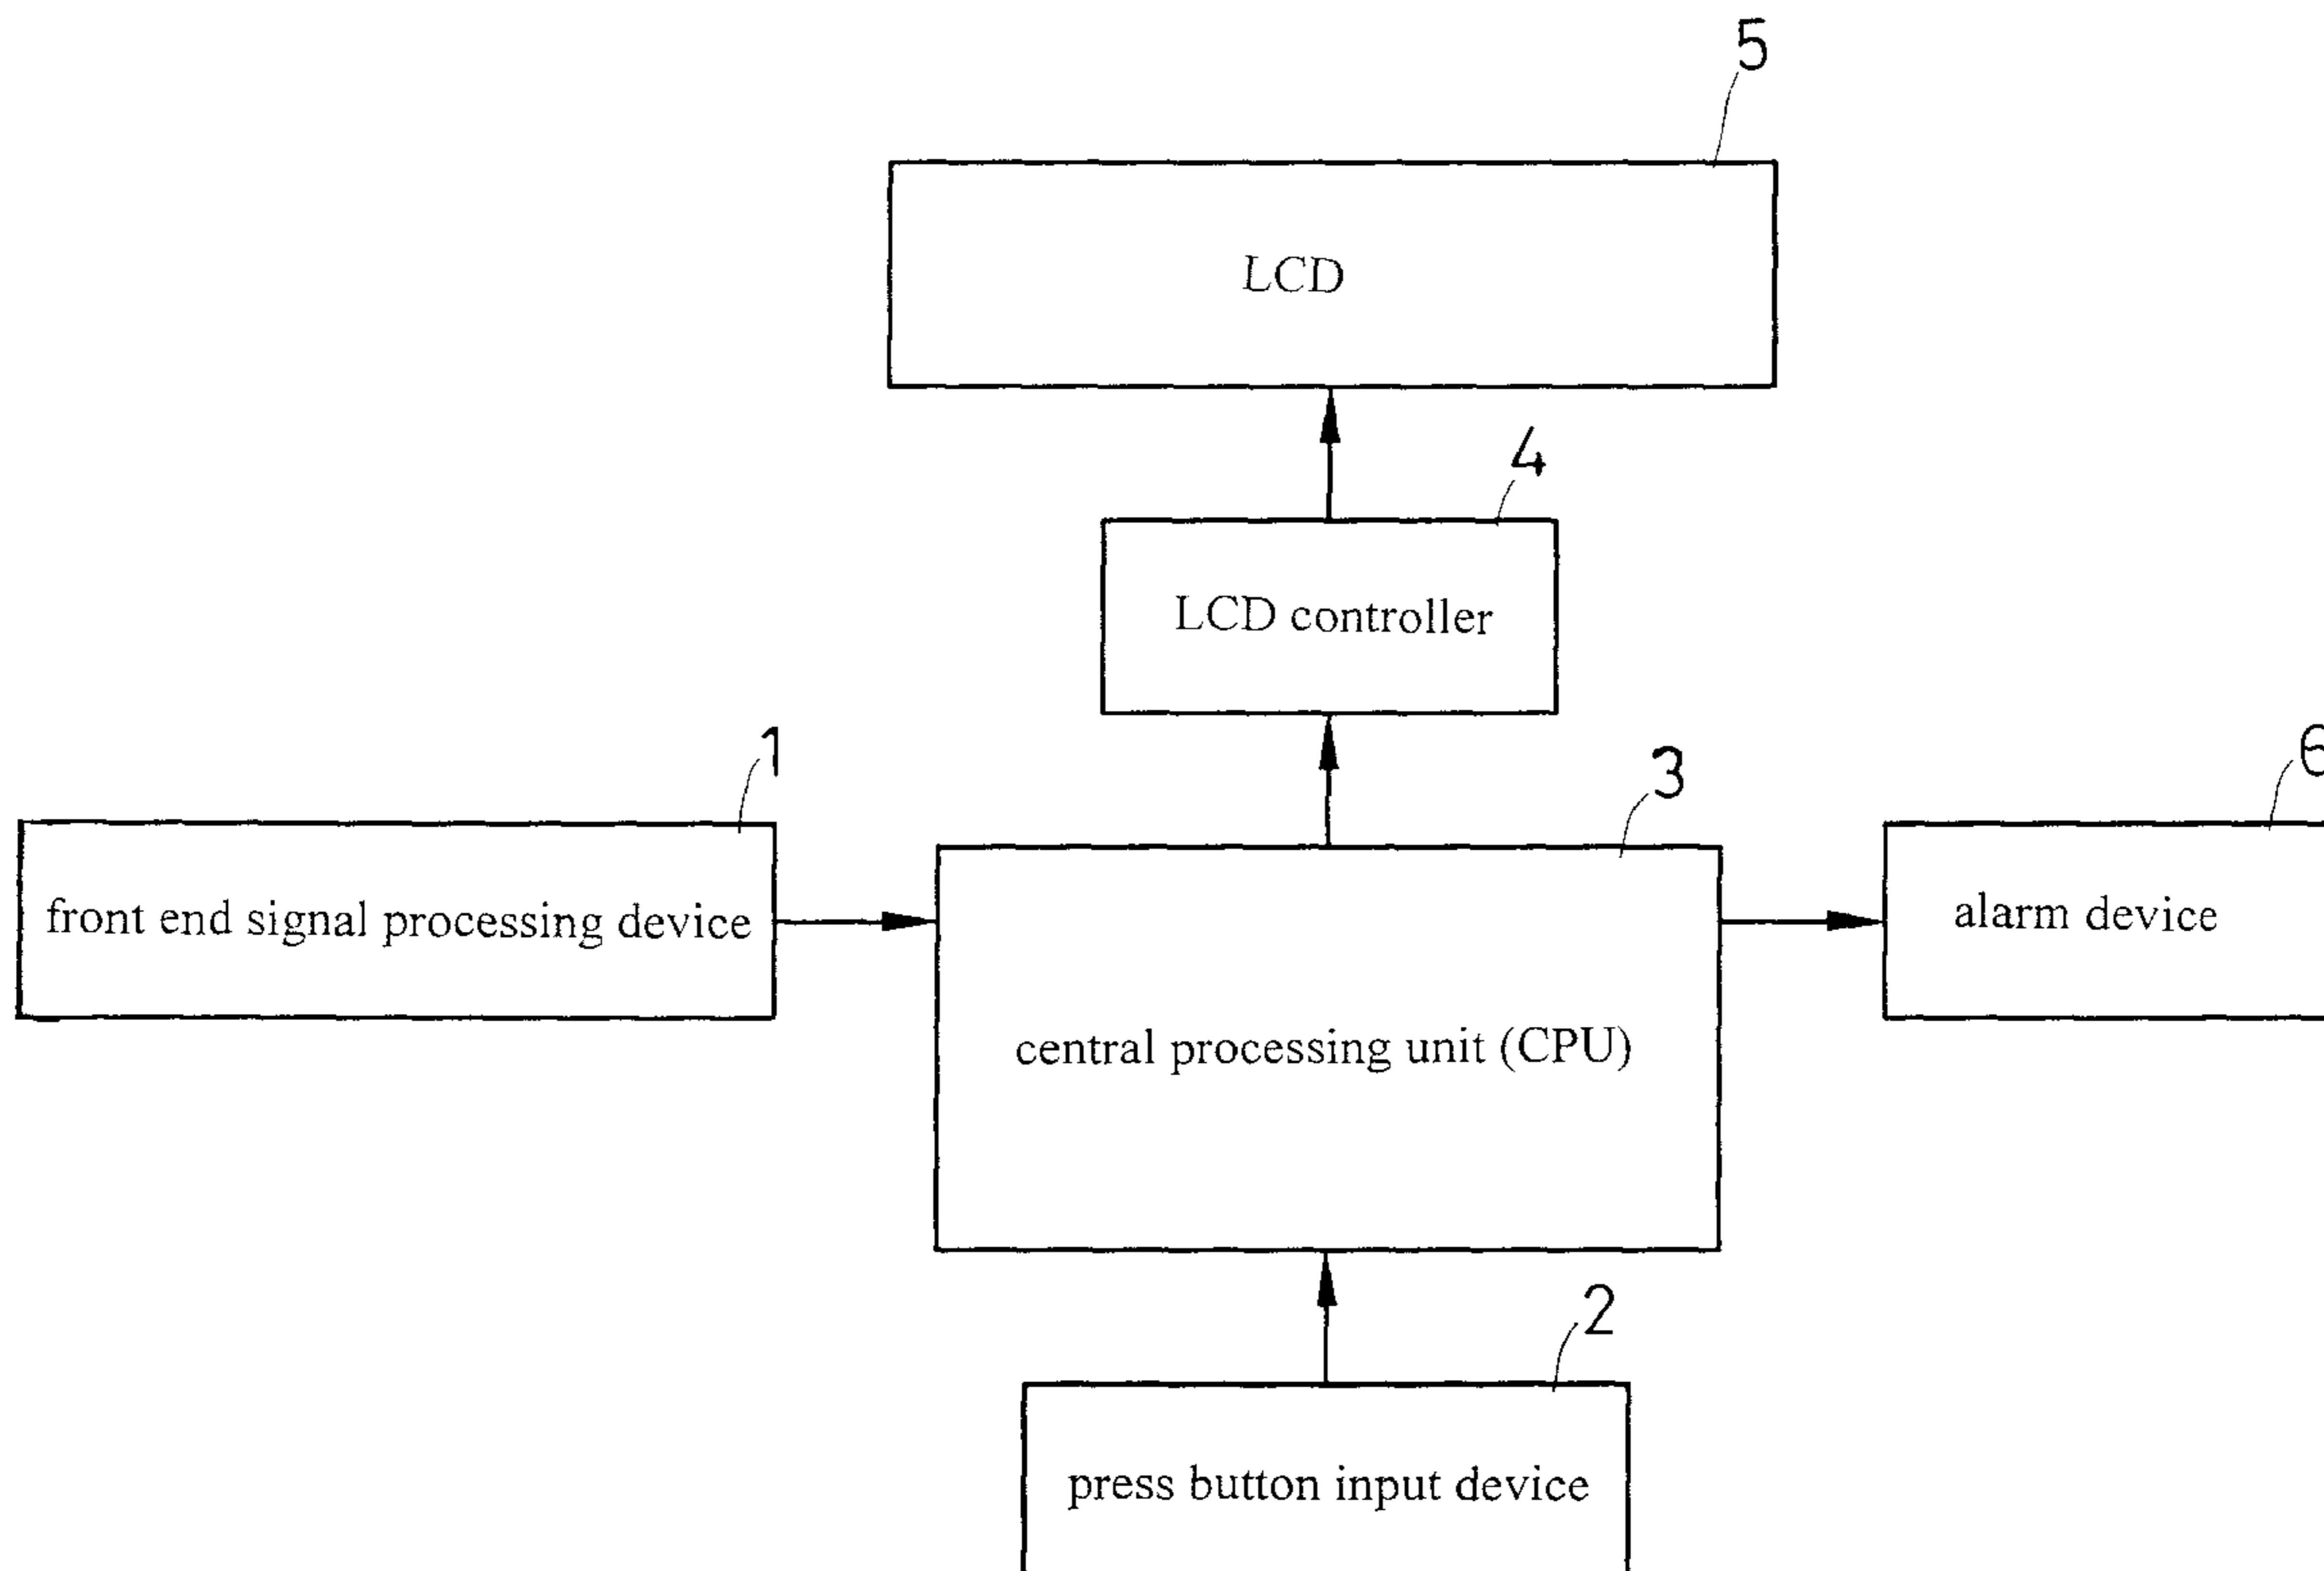 5
LCD
4
LCD controller
1
3
6
front end signal processing device
alarm device
central processing unit (CPU)
2
press button input device